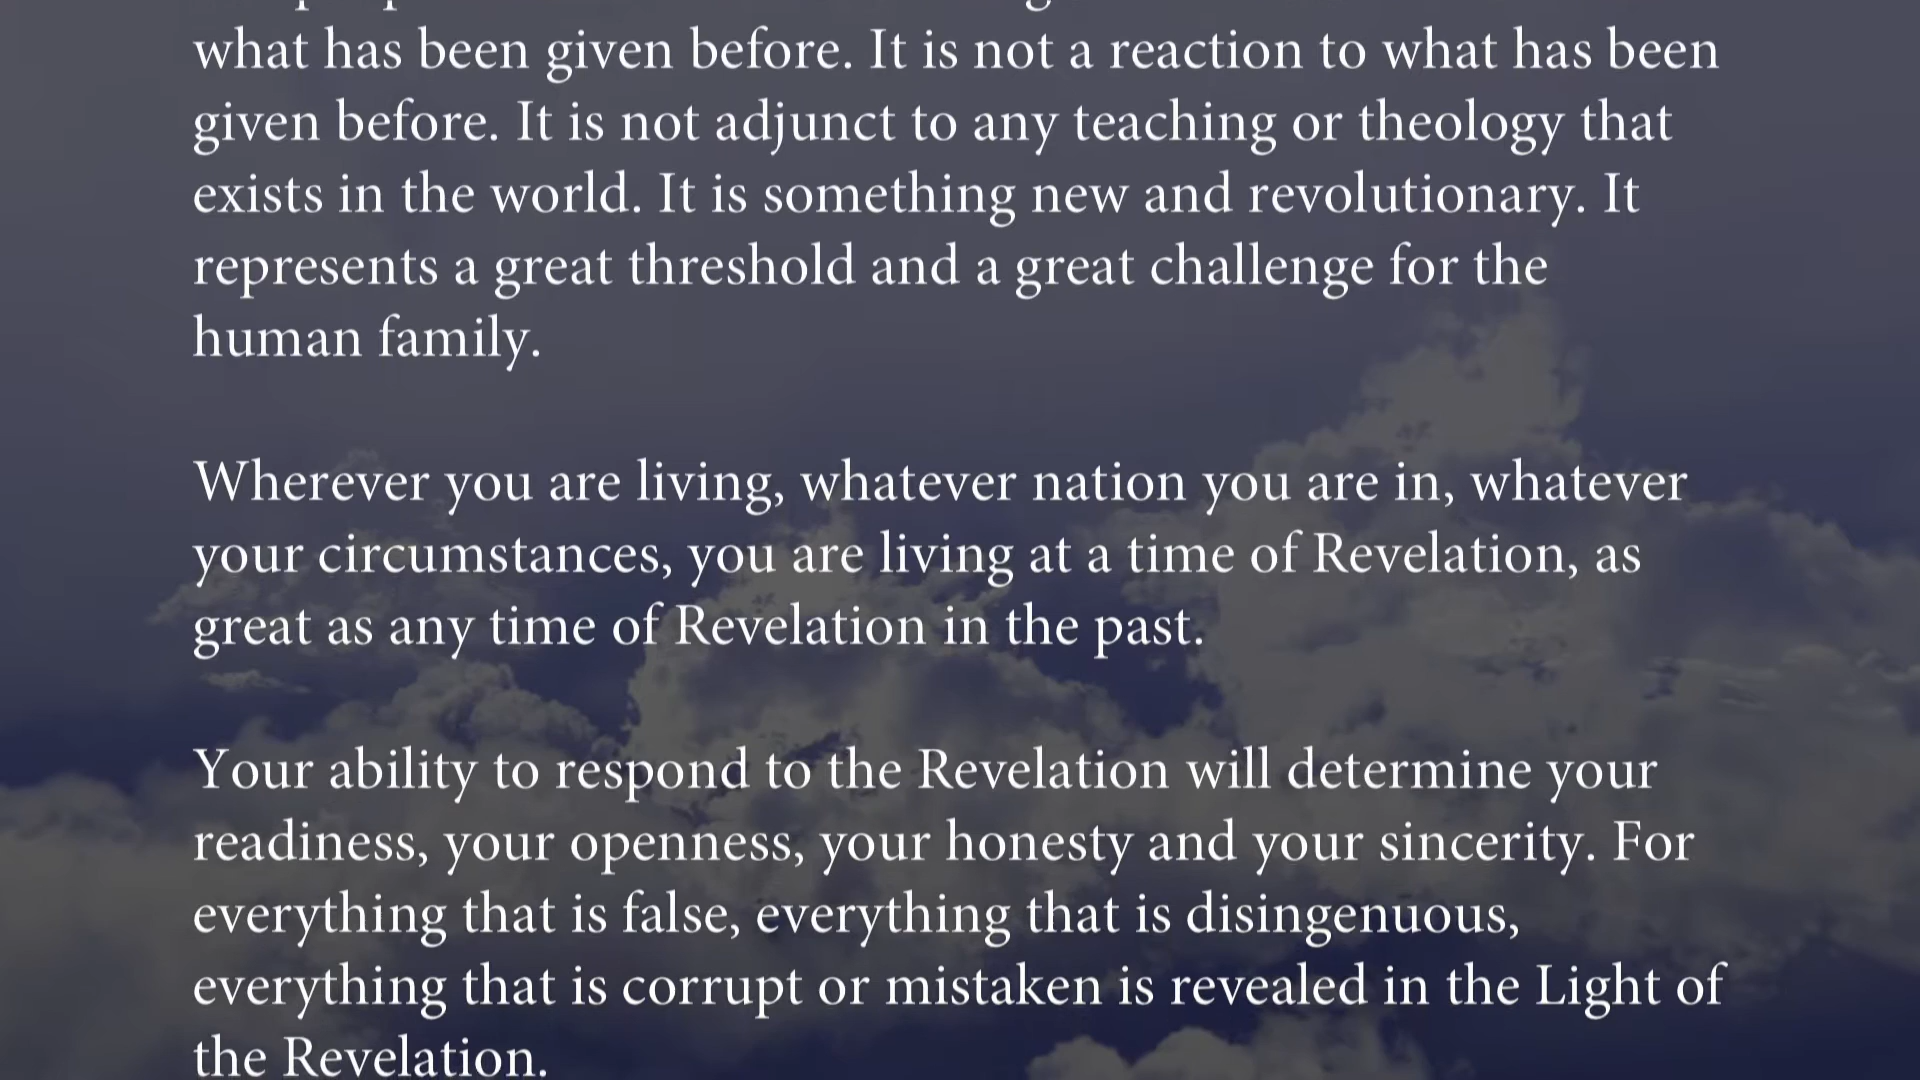 what has been given before. It is not a reaction to what has been
given before. It is not adjunct to any teaching or theology that
exists in the world. It is something new and revolutionary. It
represents a great threshold and a great challenge for the
human family.
Wherever you are living, whatever nation you are in, whatever
your circumstances, you are living at a time of Revelation, as
great as any time of Revelation in the past.
Your ability to respond to the Revelation will determine your
readiness, your openness, your honesty and your sincerity. For
everything that is false, everything that is disingenuous,
everything that is corrupt or mistaken is revealed in the Light of
the Revelation.